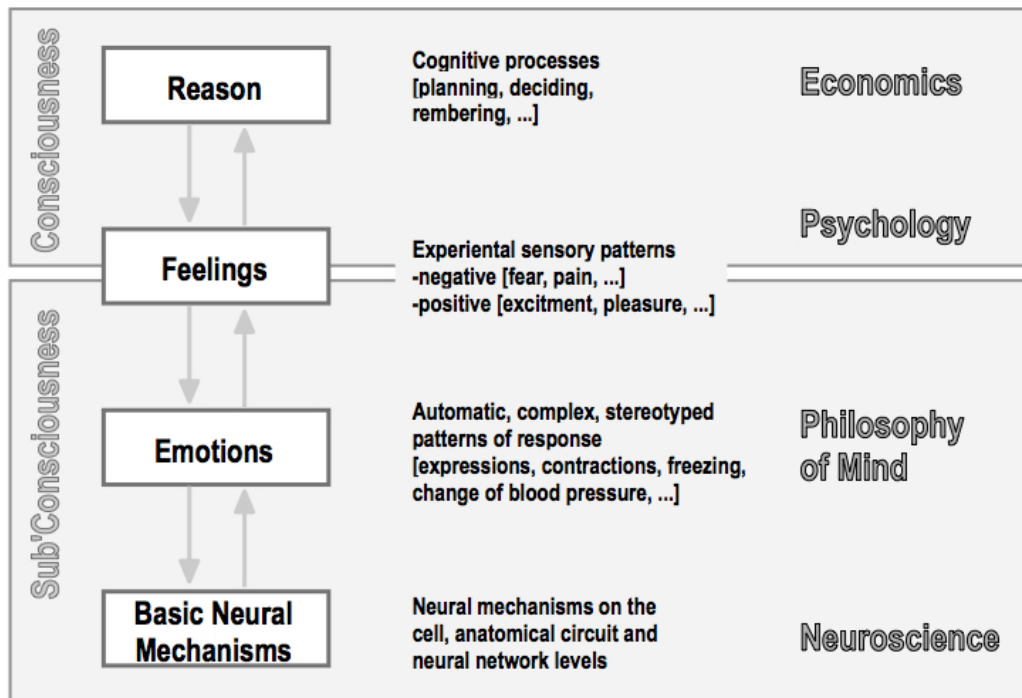 Consciousness
Reason
Cognitive processes
[planning, deciding,
rembering, ...]
Economics
Psychology
Feelings
Experiental sensory patterns
-negative [fear, pain, ...]
-positive [excitment, pleasure, ...]
Sub'Consciousness
Emotions
Automatic, complex, stereotyped
patterns of response
[expressions, contractions, freezing,
change of blood pressure, ...]
Philosophy
of Mind
Basic Neural
Mechanisms
Neural mechanisms on the
cell, anatomical circuit and
neural network levels
Neuroscience